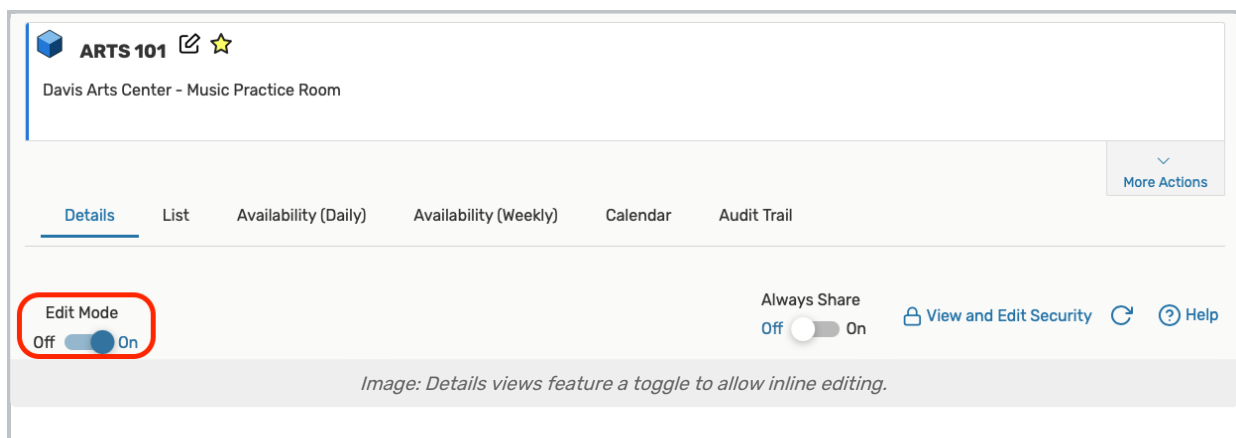 ARTS 101
Davis Arts Center - Music Practice Room
More Actions
Details List Availability (Daily) Availability (Weekly) Calendar Audit Trail
Edit Mode
Off On
Always Share
Off On
View and Edit Security
Help
Image: Details views feature a toggle to allow inline editing.